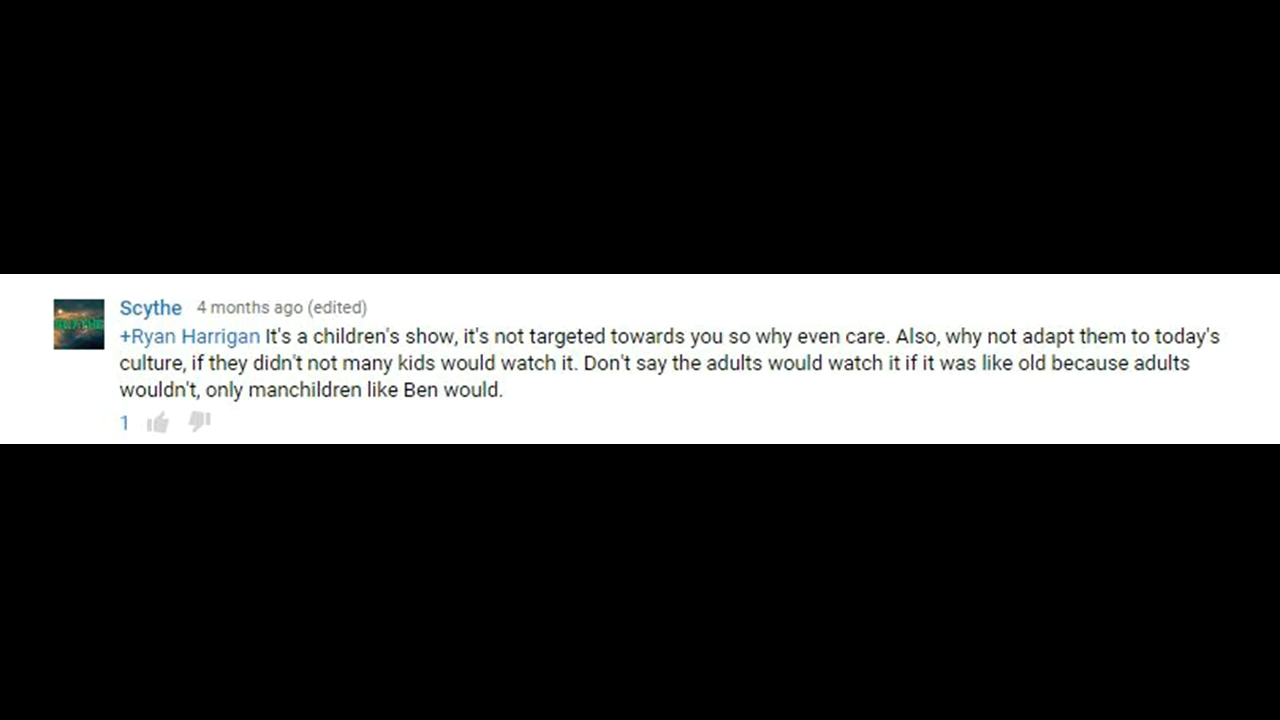 Scythe 4 months ago (edited)
+Ryan Harrigan It's a children's show, it's not targeted towards you so why even care. Also, why not adapt them to today's
culture, if they didn't not many kids would watch it. Don't say the adults would watch it if it was like old because adults
wouldn't, only manchildren like Ben would.
1